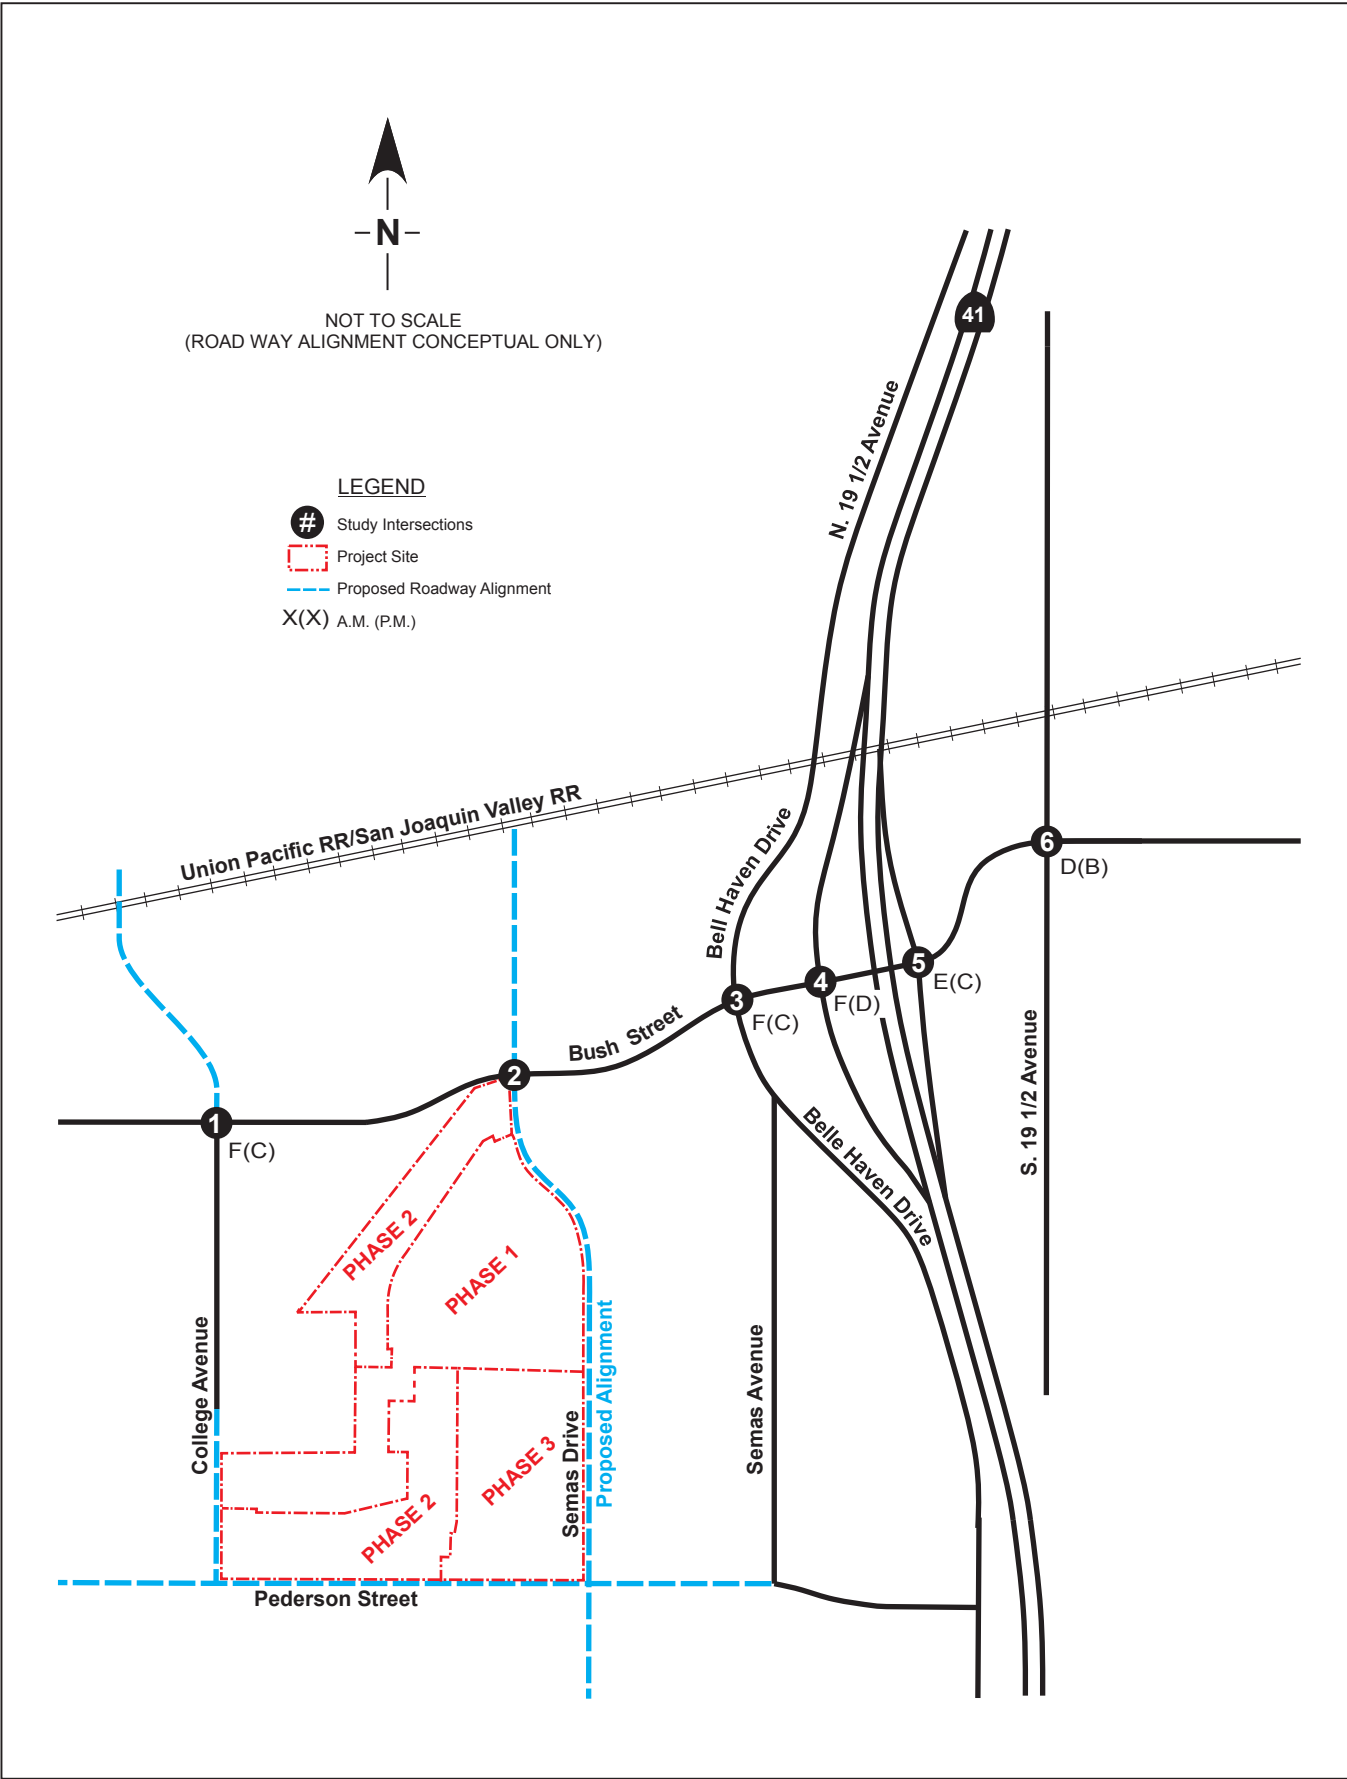 N
NOT TO SCALE
(ROAD WAY ALIGNMENT CONCEPTUAL ONLY)
41
N. 19 1/2 Avenue
LEGEND
# Study Intersections
Project Site
Proposed Roadway Alignment
X(X) A.M. (P.M.)
Union Pacific RR/San Joaquin Valley RR
Bell Haven Drive
6
D(B)
5
E(C)
4
F(D)
3
F(C)
Bush Street
2
1
F(C)
S. 19 1/2 Avenue
Belle Haven Drive
PHASE 2
PHASE 1
College Avenue
Semas Drive
Proposed Alignment
Semas Avenue
PHASE 3
PHASE 2
Pederson Street